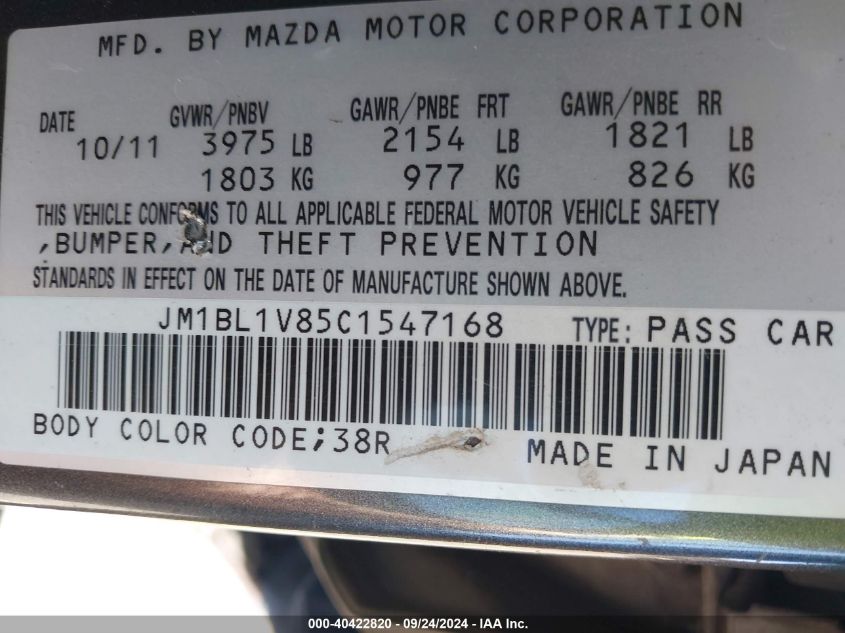 MFD. BY MAZDA MOTOR CORPORATION
DATE GVWR/PNBV GAWR/PNBE FRT GAWR/PNBE RR
10/11 3975 LB 2154 LB 1821 LB
1803 KG 977 KG 826 KG
THIS VEHICLE CONFORMS TO ALL APPLICABLE FEDERAL MOTOR VEHICLE SAFETY
,BUMPER,AND THEFT PREVENTION
STANDARDS IN EFFECT ON THE DATE OF MANUFACTURE SHOWN ABOVE.
JM1BL1V85C1547168 TYPE: PASS CAR
BODY COLOR CODE;38R MADE IN JAPAN
000-40422820 - 09/24/2024 - IAA Inc.